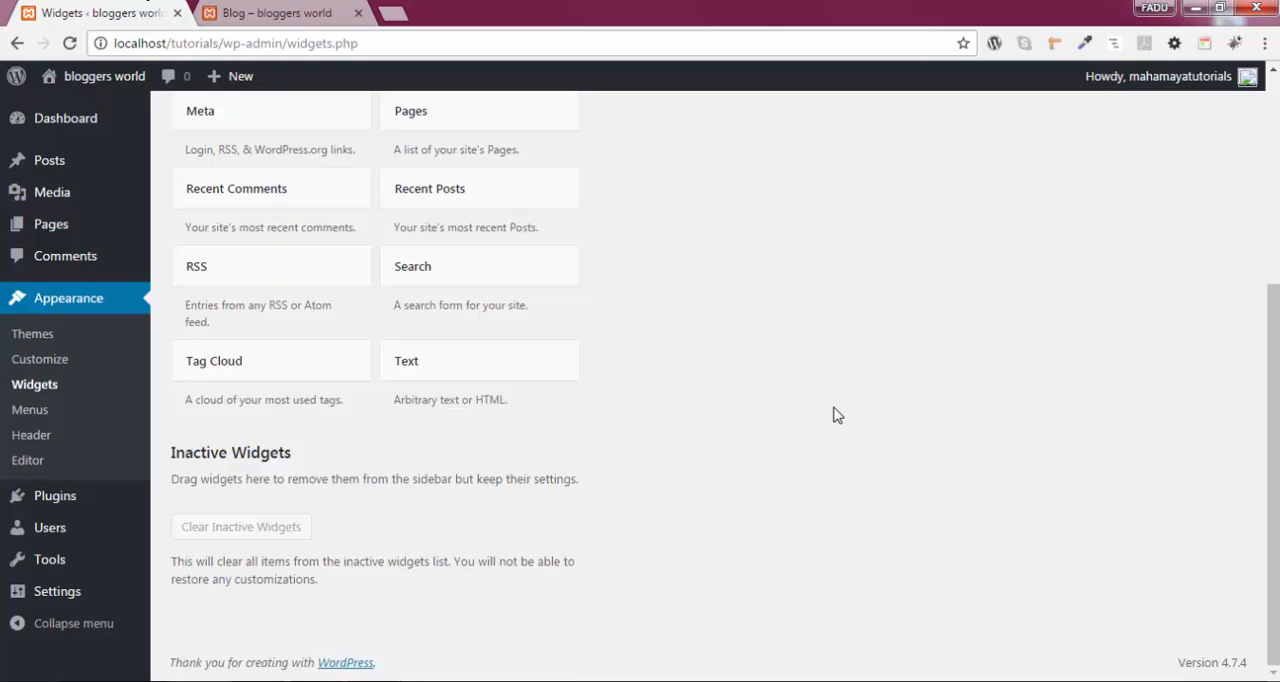 Widgets ‹ bloggers worl
Blog – bloggers world
FADU
localhost/tutorials/wp-admin/widgets.php
bloggers world
0
New
Howdy, mahamayatutorials
Dashboard
Posts
Media
Pages
Comments
Appearance
Themes
Customize
Widgets
Menus
Header
Editor
Plugins
Users
Tools
Settings
Collapse menu
Meta
Pages
Login, RSS, & WordPress.org links.
A list of your site's Pages.
Recent Comments
Recent Posts
Your site's most recent comments.
Your site's most recent Posts.
RSS
Search
Entries from any RSS or Atom
feed.
A search form for your site.
Tag Cloud
Text
A cloud of your most used tags.
Arbitrary text or HTML.
Inactive Widgets
Drag widgets here to remove them from the sidebar but keep their settings.
Clear Inactive Widgets
This will clear all items from the inactive widgets list. You will not be able to
restore any customizations.
Thank you for creating with WordPress.
Version 4.7.4